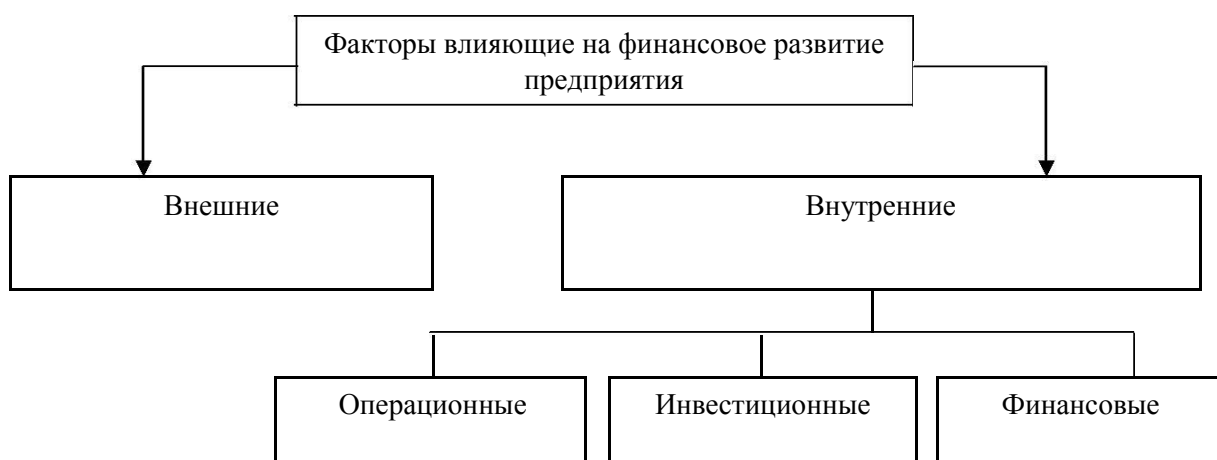 Факторы влияющие на финансовое развитие
предприятия
Внешние
Внутренние
Операционные
Инвестиционные
Финансовые